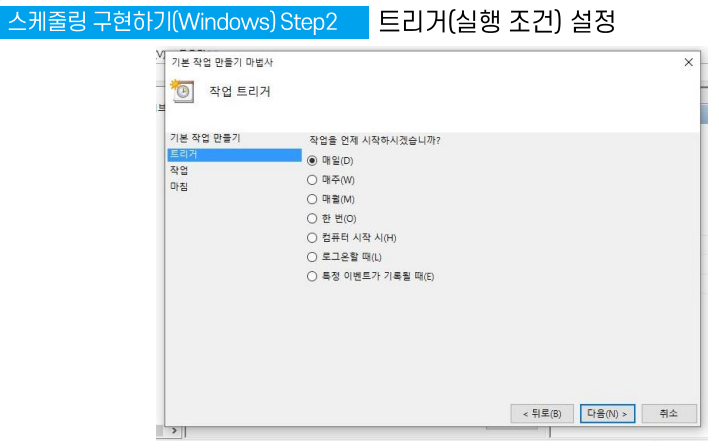 스케줄링 구현하기(Windows) Step2
트리거(실행 조건) 설정
기본 작업 만들기 마법사
작업 트리거
기본 작업 만들기
트리거
작업
마침
작업을 언제 시작하시겠습니까?
매일(D)
매주(W)
매월(M)
한 번(O)
컴퓨터 시작 시(H)
로그온할 때(L)
특정 이벤트가 기록될 때(E)
< 뒤로(B)
다음(N) >
취소